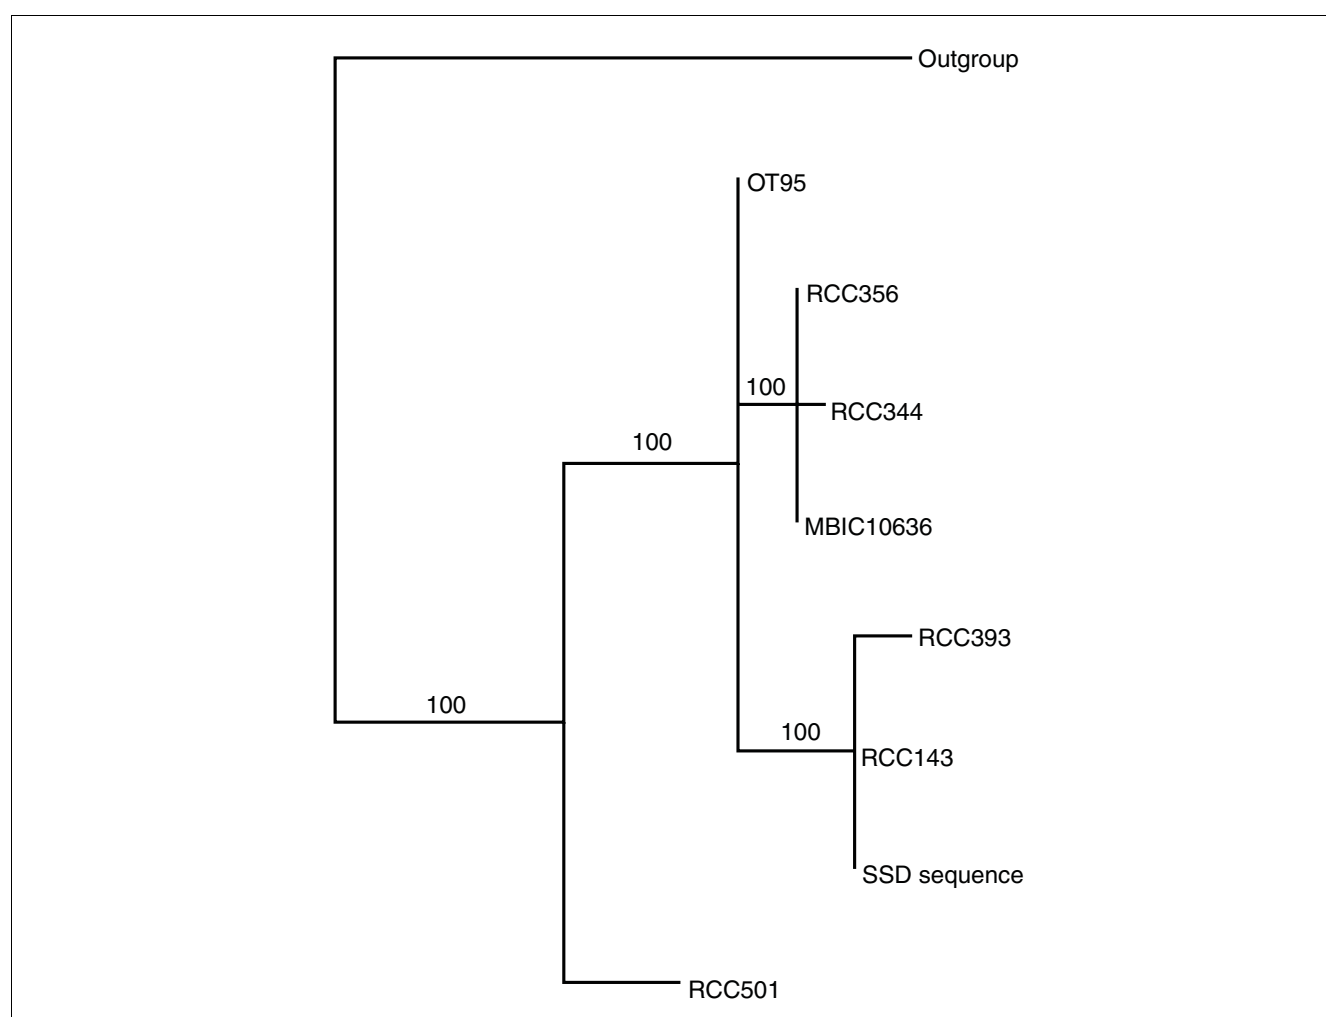 Outgroup
OT95
RCC356
100
RCC344
100
MBIC10636
RCC393
100
100
RCC143
SSD sequence
RCC501